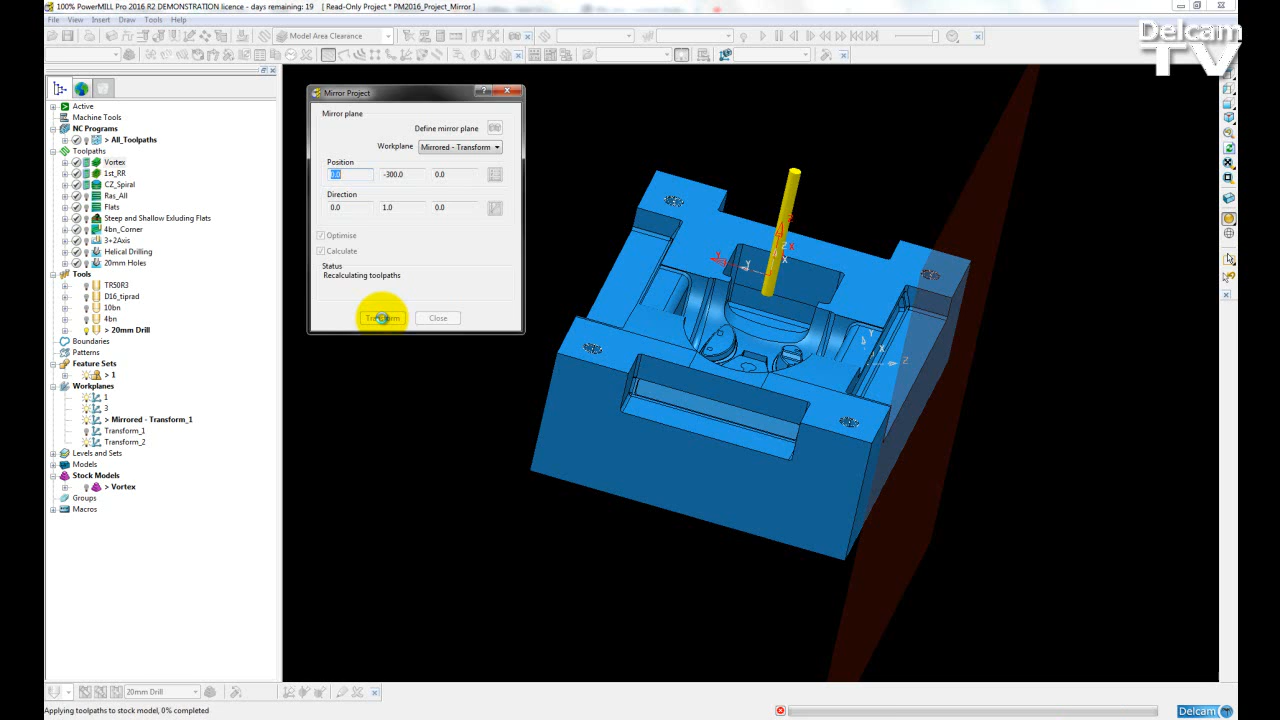 100% PowerMILL Pro 2016 R2 DEMONSTRATION licence - days remaining: 19 [ Read-Only Project * PM2016_Project_Mirror ]
File View Insert Draw Tools Help
Delcam
TV
Model Area Clearance
Active
Machine Tools
NC Programs
> All_Toolpaths
Toolpaths
Vortex
1st_RR
CZ_Spiral
Ras_All
Flats
Steep and Shallow Exluding Flats
4bn_Corner
3+2Axis
Helical Drilling
20mm Holes
Tools
TR50R3
D16_tiprad
10bn
4bn
> 20mm Drill
Boundaries
Patterns
Feature Sets
> 1
Workplanes
1
3
> Mirrored - Transform_1
Transform_1
Transform_2
Levels and Sets
Models
Stock Models
> Vortex
Groups
Macros
Mirror Project
Mirror plane
Define mirror plane
Workplane Mirrored - Transform
Position
0.0 -300.0 0.0
Direction
0.0 1.0 0.0
Optimise
Calculate
Status
Recalculating toolpaths
Transform Close
Y Z X
Y X
Y X Z
20mm Drill
Applying toolpaths to stock model, 0% completed
Delcam